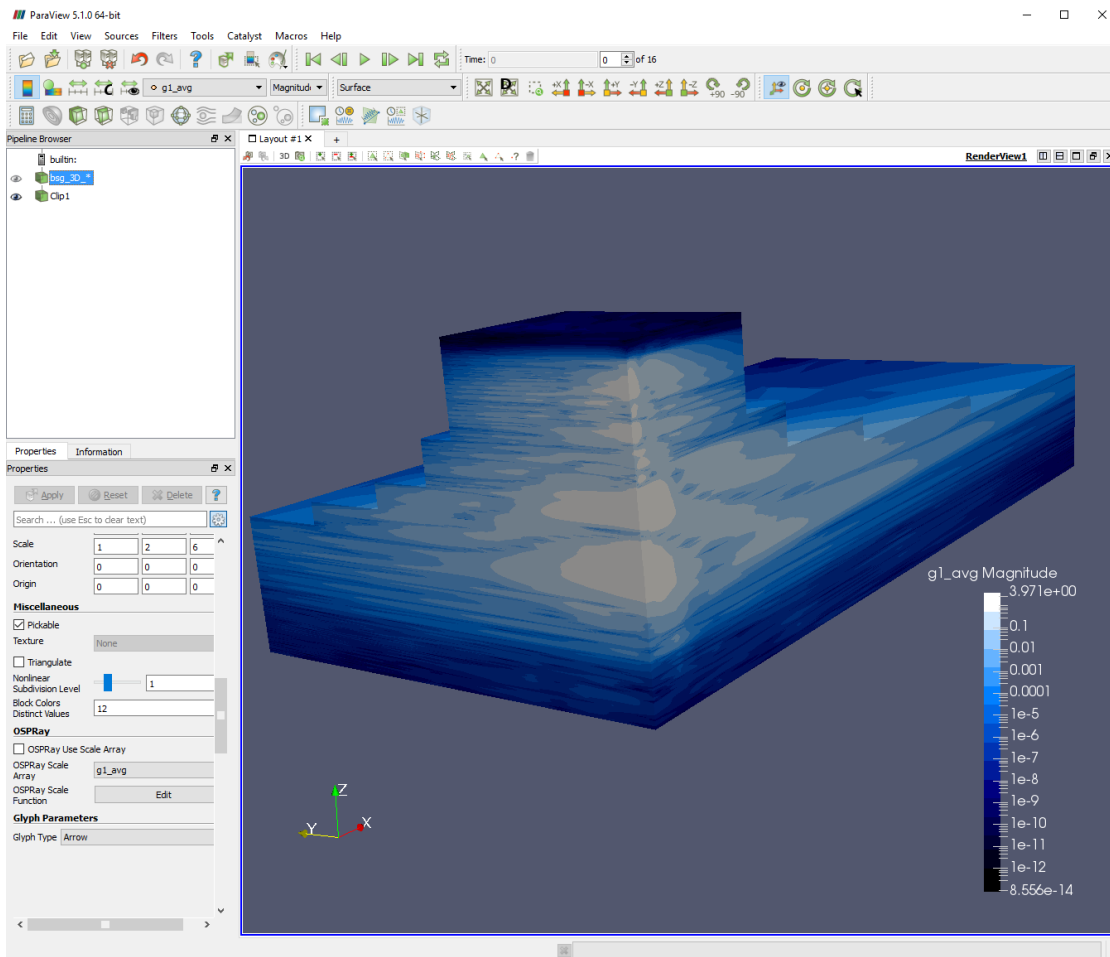 ParaView 5.1.0 64-bit
File Edit View Sources Filters Tools Catalyst Macros Help
Time: 0 0 of 16
g1_avg Magnitud Surface
+X -X +Y -Y +Z -Z +90 -90
Pipeline Browser
Layout #1 X +
builtin:
3D
RenderView1
bsg_3D_*
Clip1
Properties Information
Properties
Apply Reset Delete ?
Search ... (use Esc to clear text)
Scale 1 2 6
Orientation 0 0 0
Origin 0 0 0
Miscellaneous
Pickable
Texture None
Triangulate
Nonlinear
Subdivision Level 1
Block Colors
Distinct Values 12
OSPRay
OSPRay Use Scale Array
OSPRay Scale
Array g1_avg
OSPRay Scale
Function Edit
Glyph Parameters
Glyph Type Arrow
Z
Y X
g1_avg Magnitude
3.971e+00
0.1
0.01
0.001
0.0001
1e-5
1e-6
1e-7
1e-8
1e-9
1e-10
1e-11
1e-12
8.556e-14